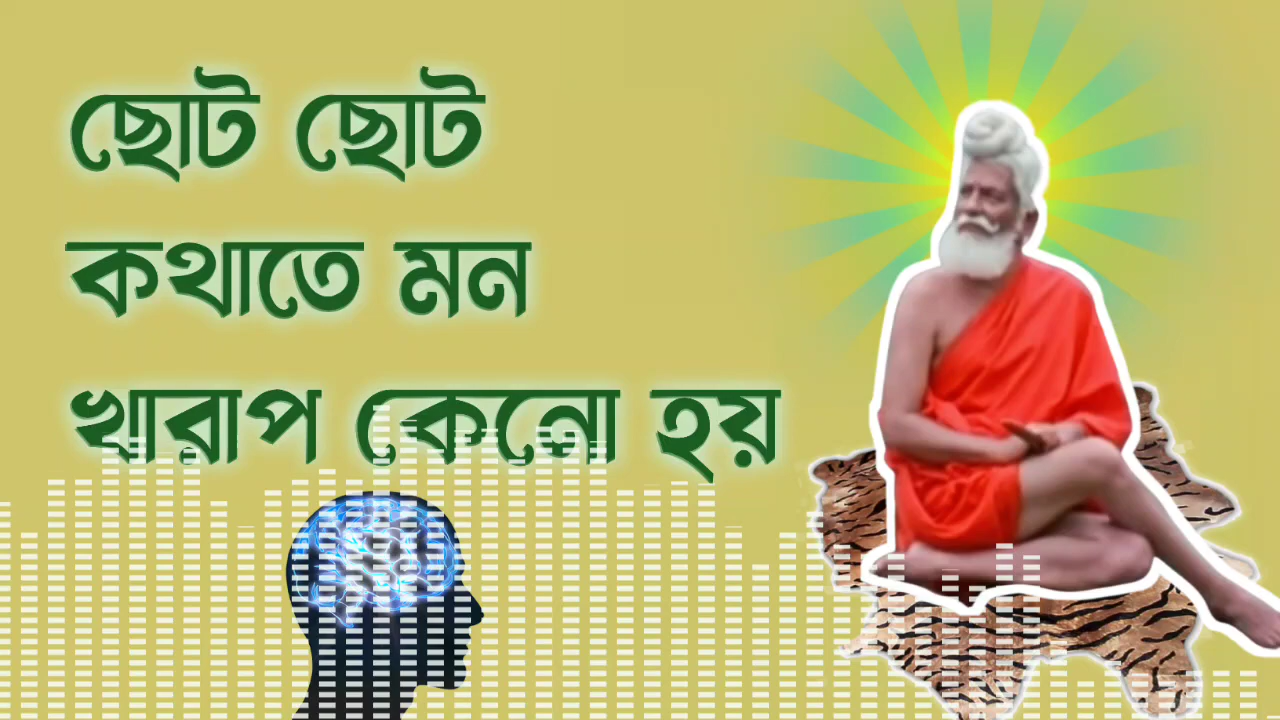 ছোট ছোট
কথাতে মন
খারাপ কেনো হয়